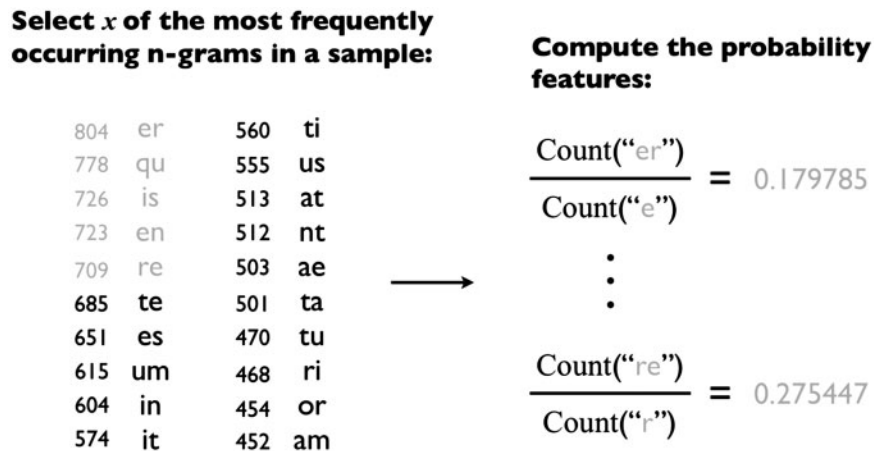 Select x of the most frequently
occurring n-grams in a sample:
804 er 560 ti
778 qu 555 us
726 is 513 at
723 en 512 nt
709 re 503 ae
685 te 501 ta
651 es 470 tu
615 um 468 ri
604 in 454 or
574 it 452 am
Compute the probability
features:
Count(“er”)
= 0.179785
Count(“e”)
Count(“re”)
= 0.275447
Count(“r”)